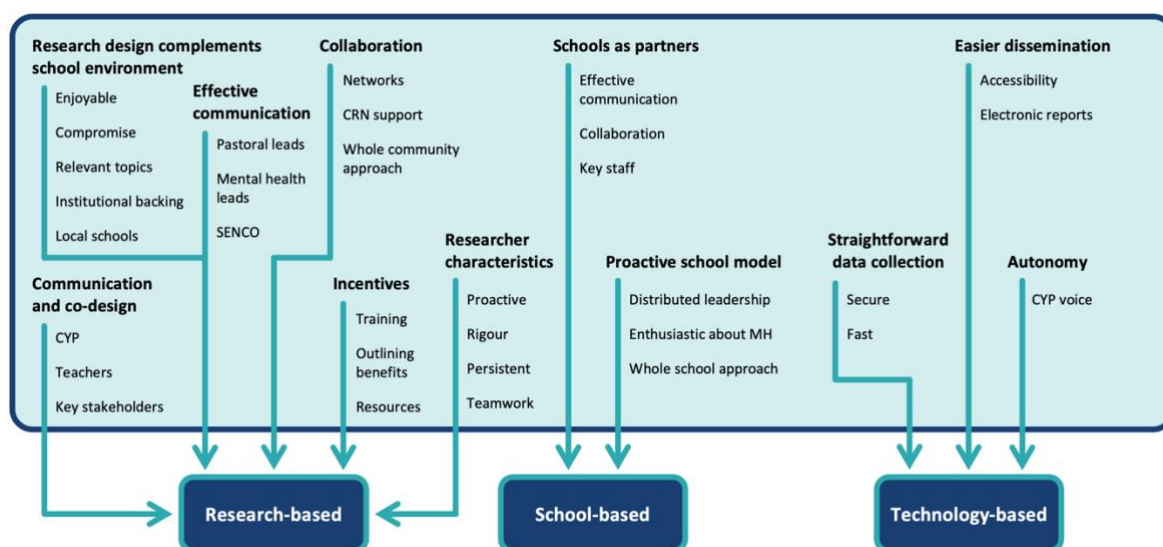 Research design complements
school environment
Enjoyable
Compromise
Relevant topics
Institutional backing
Local schools
Effective
communication
Pastoral leads
Mental health
leads
SENCO
Collaboration
Networks
CRN support
Whole community
approach
Schools as partners
Effective
communication
Collaboration
Key staff
Easier dissemination
Accessibility
Electronic reports
Communication
and co-design
CYP
Teachers
Key stakeholders
Incentives
Training
Outlining
benefits
Resources
Researcher
characteristics
Proactive
Rigour
Persistent
Teamwork
Proactive school model
Distributed leadership
Enthusiastic about MH
Whole school approach
Straightforward
data collection
Secure
Fast
Autonomy
CYP voice
Research-based
School-based
Technology-based